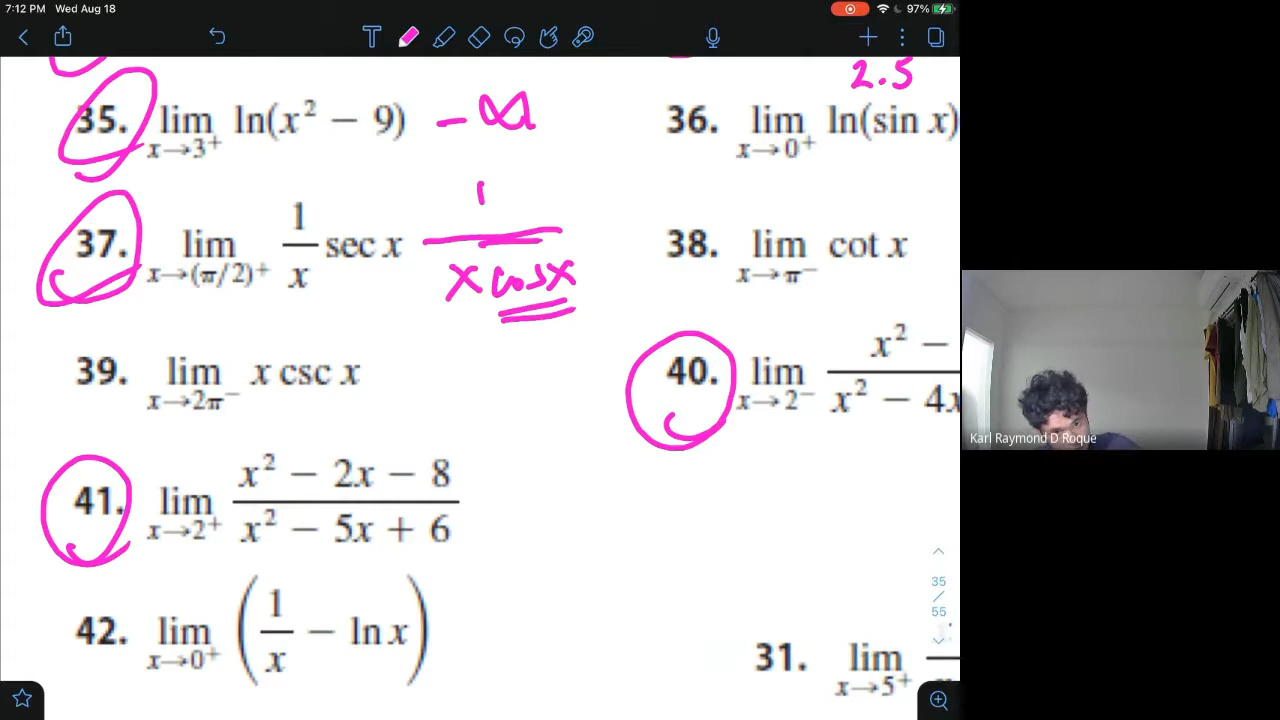 7:12 PM Wed Aug 18
97%
2.5
35. lim x→3⁺ ln(x² − 9) − ∞
36. lim x→0⁺ ln(sin x)
37. lim x→(π/2)⁺ 1/x sec x 1/(x cosx)
38. lim x→π⁻ cot x
39. lim x→2π⁻ x csc x
40. lim x→2⁻ x² − / x² − 4x
Karl Raymond D Roque
41. lim x→2⁺ (x² − 2x − 8)/(x² − 5x + 6)
42. lim x→0⁺ (1/x − ln x)
31. lim x→5⁺
35
/
55